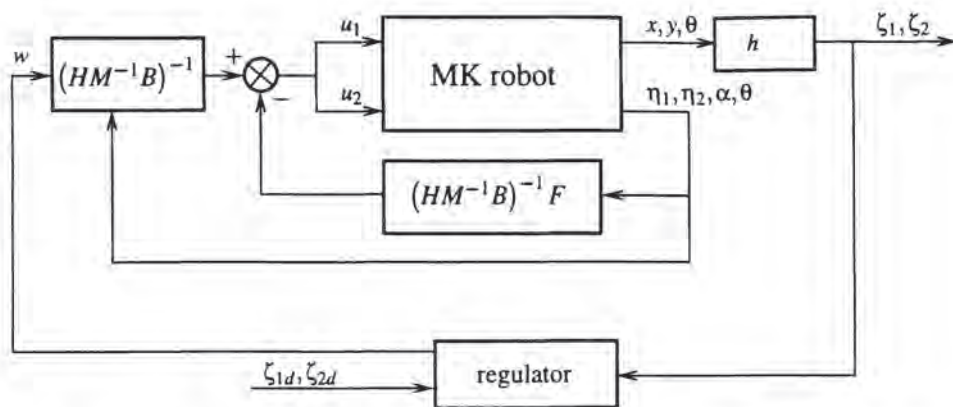 w
(HM⁻¹B)⁻¹
+
−
u₁
u₂
MK robot
x, y, θ
h
ζ₁, ζ₂
η₁, η₂, α, θ
(HM⁻¹B)⁻¹ F
ζ₁d, ζ₂d
regulator